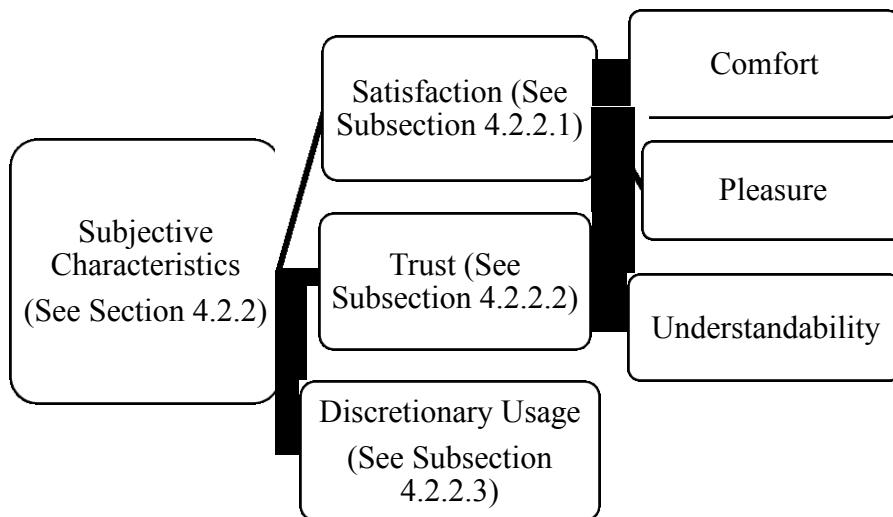 Subjective
Characteristics
(See Section 4.2.2)
Satisfaction (See
Subsection 4.2.2.1)
Trust (See
Subsection 4.2.2.2)
Discretionary Usage
(See Subsection
4.2.2.3)
Comfort
Pleasure
Understandability